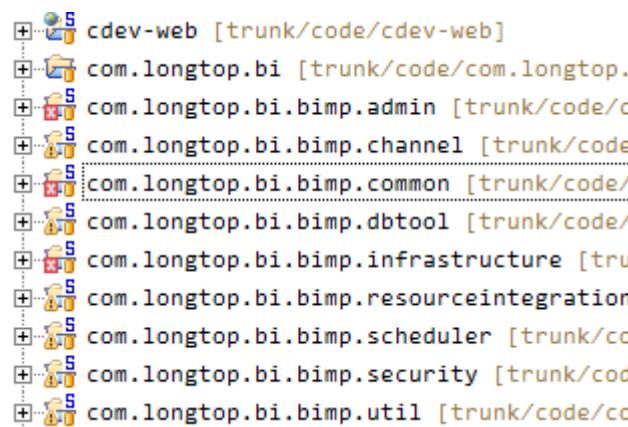 cdev-web [trunk/code/cdev-web]
com.longtop.bi [trunk/code/com.longtop.
com.longtop.bi.bimp.admin [trunk/code/c
com.longtop.bi.bimp.channel [trunk/code
com.longtop.bi.bimp.common [trunk/code/
com.longtop.bi.bimp.dbtool [trunk/code/
com.longtop.bi.bimp.infrastructure [tru
com.longtop.bi.bimp.resourceintegration
com.longtop.bi.bimp.scheduler [trunk/co
com.longtop.bi.bimp.security [trunk/cod
com.longtop.bi.bimp.util [trunk/code/co